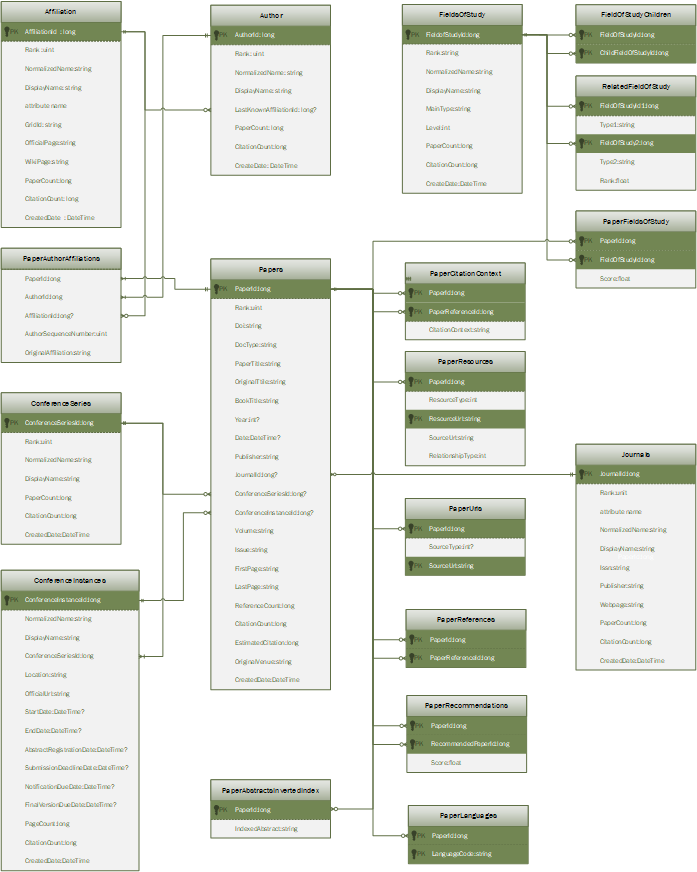 Affiliation
PK AffiliationId : long
Rank: uint
NormalizedName:string
DisplayName: string
attribute name
GridId: string
OfficialPage: string
WikiPage:string
PaperCount:long
CitationCount: long
CreatedDate : DateTime
Author
PK AuthorId: long
Rank: uint
NormalizedName: string
DisplayName: string
LastKnownAffiliationId: long?
PaperCount: long
CitationCount: long
CreateDate: DateTime
FieldsOfStudy
PK FieldofStudyId:long
Rank:string
NormalizedName:string
DisplayName:string
MainType:string
Level:int
PaperCount:long
CitationCount:long
CreateDate:DateTime
FieldOfStudyChildren
PK FieldOfStudyId:long
PK ChildFieldOfStudyId:long
RelatedFieldOfStudy
PK FieldOfStudyId1:long
Type1:string
PK FieldOfStudy2:long
Type2:string
Rank:float
PaperFieldsOfStudy
PK PaperId:long
PK FieldOfStudyId:long
Score:float
PaperAuthorAffiliations
PaperId:long
AuthorId:long
AffiliationId:long?
AuthorSequenceNumber:uint
OriginalAffiliation:string
Papers
PK PaperId:long
Rank:uint
Doi:string
DocType:string
PaperTitle:string
OriginalTitle:string
BookTitle:string
Year:int?
Date:DateTime?
Publisher:string
JournalId:long?
ConferenceSeriesId:long?
ConferenceInstanceId:long?
Volume:string
Issue:string
FirstPage:string
LastPage:string
ReferenceCount:long
CitationCount:long
EstimatedCitation:long
OriginalVenue:string
CreatedDate:DateTime
PaperCitationContext
PK PaperId:long
PK PaperReferenceId:long
CitationContext:string
PaperResources
PK PaperId:long
ResourceType:int
PK ResourceUrl:string
SourceUrl:string
RelationshipType:int
ConferenceSeries
PK ConferenceSeriesId:long
Rank:uint
NormalizedName:string
DisplayName:string
PaperCount:long
CitationCount:long
CreatedDate:DateTime
Journals
PK JournalId:long
Rank:unit
attribute name
NormalizedName:string
DisplayName:string
Issn:string
Publisher:string
Webpage:string
PaperCount:long
CitationCount:long
CreatedDate:DateTime
PaperUrls
PK PaperId:long
SourceType:int?
PK SourceUrl:string
ConferenceInstances
PK ConferenceInstanceId:long
NormalizedName:string
DisplayName:string
ConferenceSeriesId:long
Location:string
OfficialUrl:string
StartDate:DateTime?
EndDate:DateTime?
AbstractRegistrationDate:DateTime?
SubmissionDeadlineDate:DateTime?
NotificationDueDate:DateTime?
FinalVersionDueDate:DateTime?
PageCount:long
CitationCount:long
CreatedDate:DateTime
PaperReferences
PK PaperId:long
PK PaperReferenceId:long
PaperRecommendations
PK PaperId:long
PK RecommendedPaperId:long
Score:float
PaperAbstractsInvertedIndex
PK PaperId:long
IndexedAbstract:string
PaperLanguages
PK PaperId:long
PK LanguageCode:string